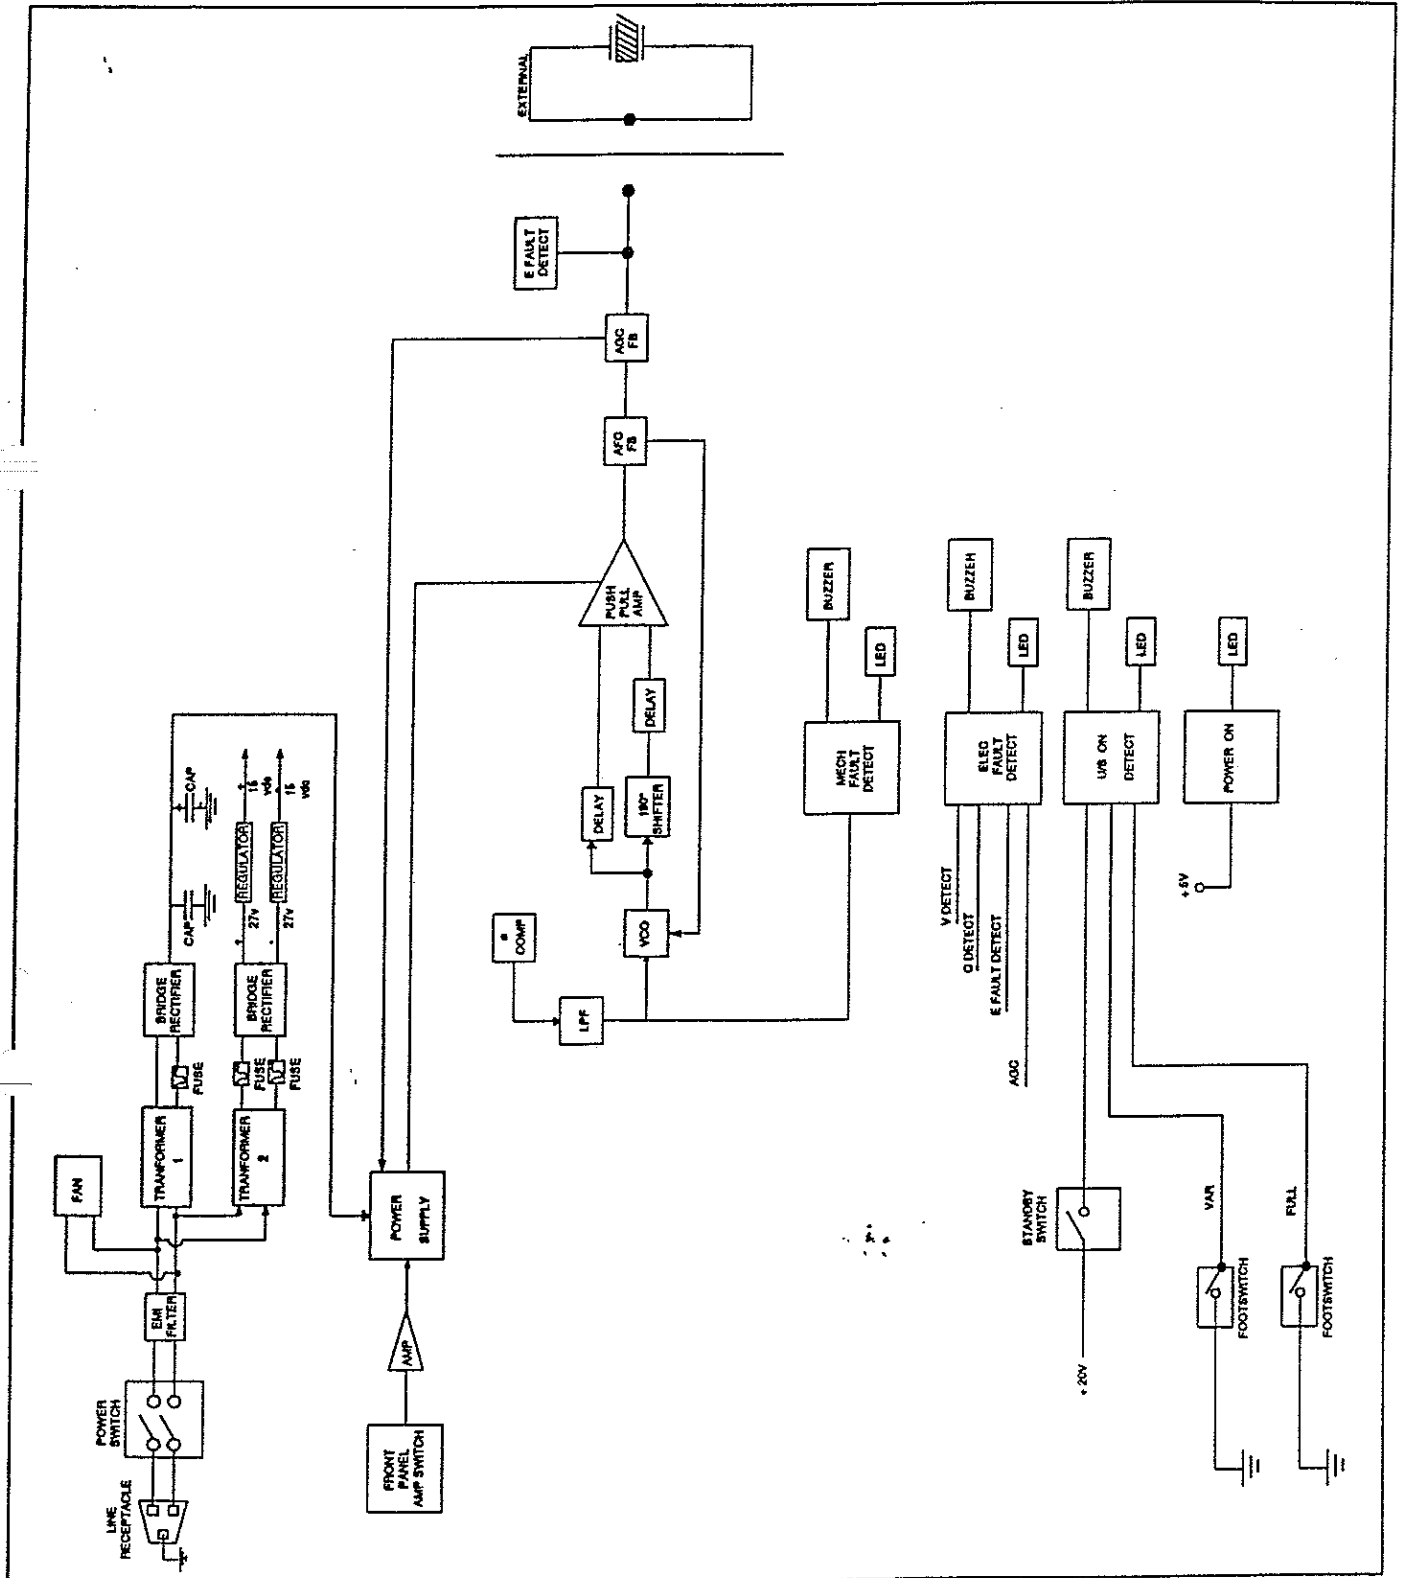 LINE
RECEPTACLE
POWER
SWITCH
EMI
FILTER
FAN
TRANFORMER
1
TRANFORMER
2
FUSE
FUSE
FUSE
BRIDGE
RECTIFIER
BRIDGE
RECTIFIER
CAP
CAP
+
27v
-
27v
REGULATOR
REGULATOR
+
15
vdc
-
15
vdc
FRONT
PANEL
AMP SWITCH
AMP
POWER
SUPPLY
COMP
LPF
VCO
DELAY
180°
SHIFTER
DELAY
PUSH
PULL
AMP
AFC
FB
AGC
FB
E FAULT
DETECT
EXTERNAL
MECH
FAULT
DETECT
BUZZER
LED
V DETECT
O DETECT
E FAULT DETECT
AGC
ELEC
FAULT
DETECT
BUZZER
LED
STANDBY
SWITCH
+ 20V
U/S ON
DETECT
BUZZER
LED
VAR
FOOTSWITCH
FULL
FOOTSWITCH
+ 5V
POWER ON
LED